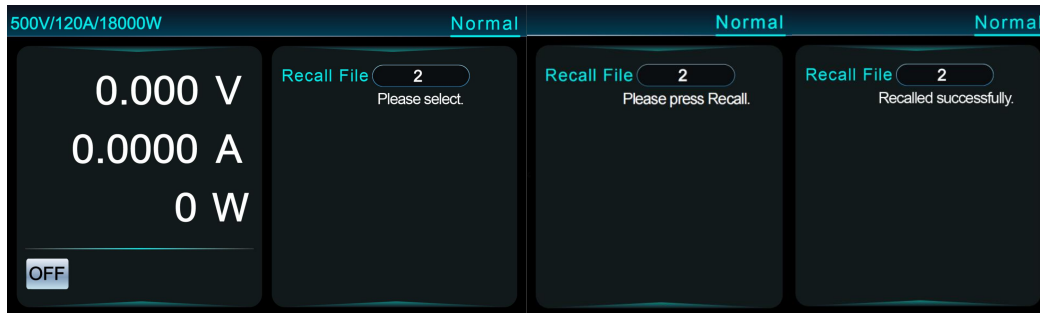 500V/120A/18000W
Normal
Normal
Normal
0.000 V
0.0000 A
0 W
OFF
Recall File 2
Please select.
Recall File 2
Please press Recall.
Recall File 2
Recalled successfully.